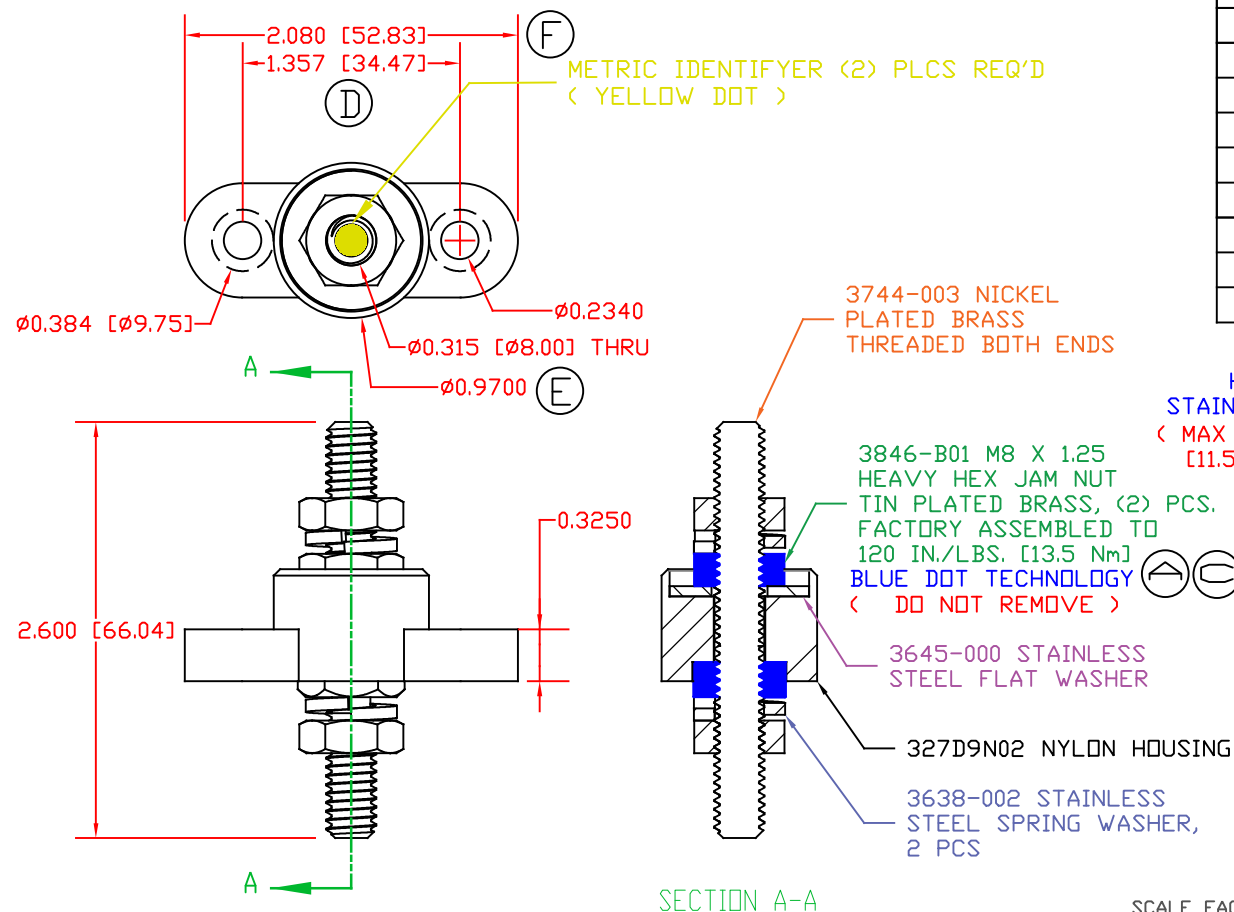 2.080 [52.83]
F
1.357 [34.47]
METRIC IDENTIFYER (2) PLCS REQ'D
( YELLOW DOT )
D
Ø0.384 [Ø9.75]
Ø0.2340
Ø0.315 [Ø8.00] THRU
Ø0.9700
E
A
3744-003 NICKEL
PLATED BRASS
THREADED BOTH ENDS
STAIN
( MAX
[11.5
3846-B01 M8 X 1.25
HEAVY HEX JAM NUT
TIN PLATED BRASS, (2) PCS.
FACTORY ASSEMBLED TO
120 IN./LBS. [13.5 Nm]
BLUE DOT TECHNOLOGY
A
C
( DO NOT REMOVE )
0.3250
2.600 [66.04]
3645-000 STAINLESS
STEEL FLAT WASHER
327D9N02 NYLON HOUSING
3638-002 STAINLESS
STEEL SPRING WASHER,
2 PCS
A
SECTION A-A